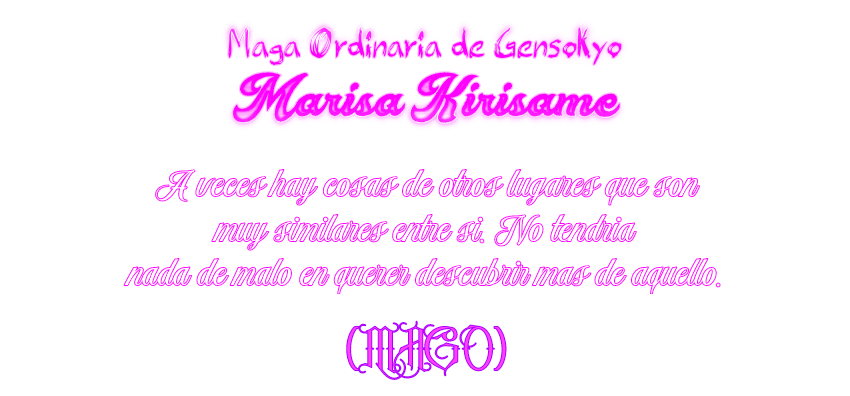 Maga Ordinaria de Gensokyo
Marisa Kirisame
A veces hay cosas de otros lugares que son
muy similares entre si. No tendria
nada de malo en querer descubrir mas de aquello.
(MAGO)